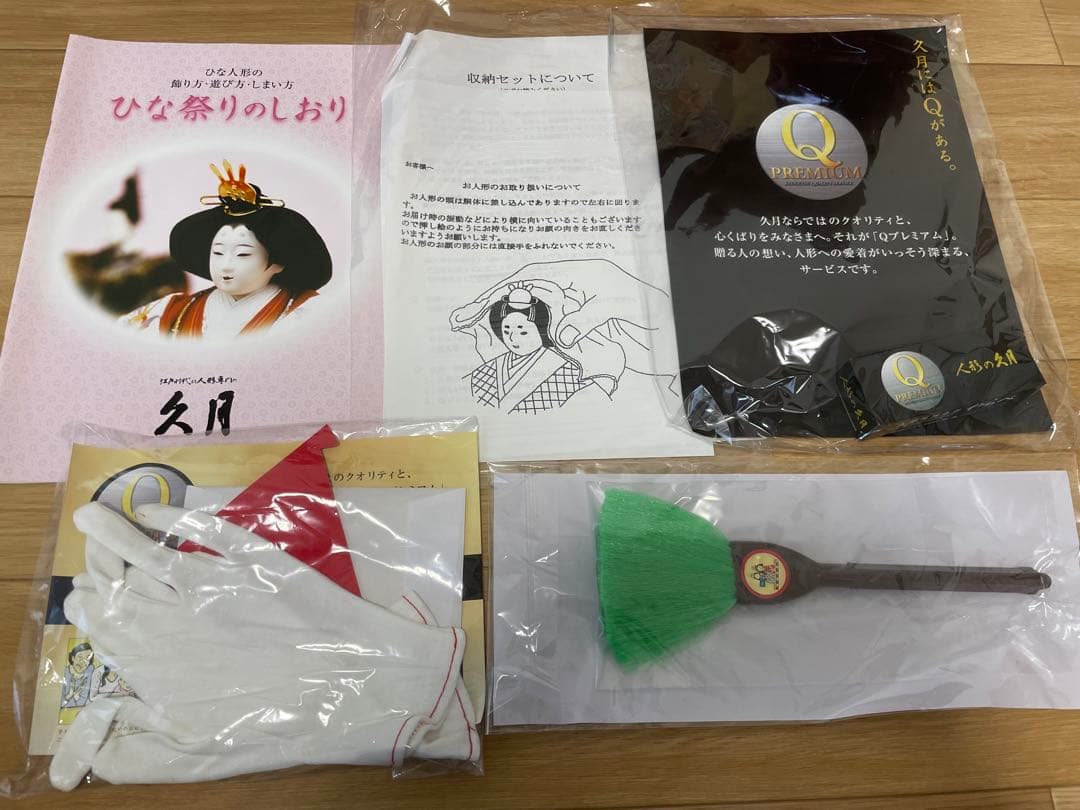 ひな人形の
飾り方・遊び方・しまい方
ひな祭りのしおり
久月
収納セットについて
お客様へ
お人形のお取り扱いについて
お人形の頭は胴体に差し込んでありますので左右に回りま
す。
お届け時の振動などにより横に向いていることもございます
ので押し絵のようにお持ちになりお顔の向きをお直しくださ
いますようお願いします。
お人形のお顔の部分には直接手をふれないでください。
久月にはQがある。
Q
PREMIUM
久月ならではのクオリティと、
心くばりをみなさまへ。それが「Qプレミアム」。
贈る人の想い、人形への愛着がいっそう深まる、
サービスです。
Q
PREMIUM
人形の久月
Q
のクオリティと、